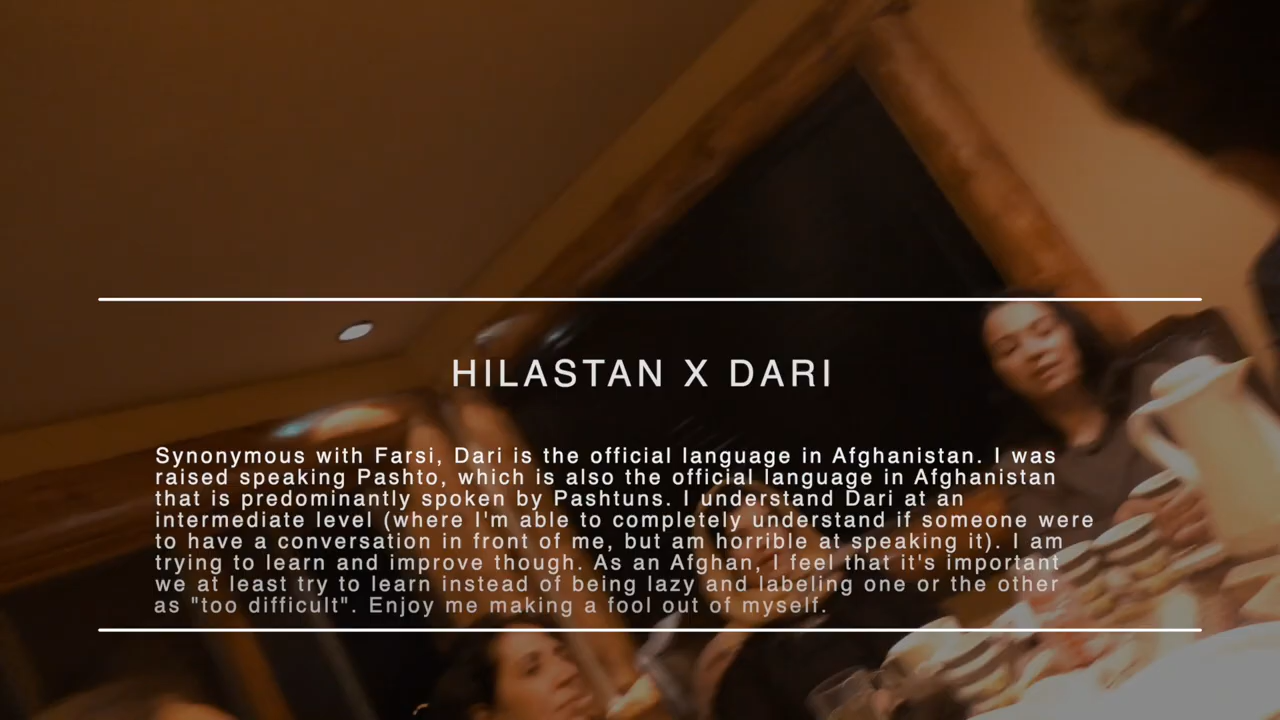 HILASTAN X DARI
Synonymous with Farsi, Dari is the official language in Afghanistan. I was
raised speaking Pashto, which is also the official language in Afghanistan
that is predominantly spoken by Pashtuns. I understand Dari at an
intermediate level (where I'm able to completely understand if someone were
to have a conversation in front of me, but am horrible at speaking it). I am
trying to learn and improve though. As an Afghan, I feel that it's important
we at least try to learn instead of being lazy and labeling one or the other
as "too difficult". Enjoy me making a fool out of myself.